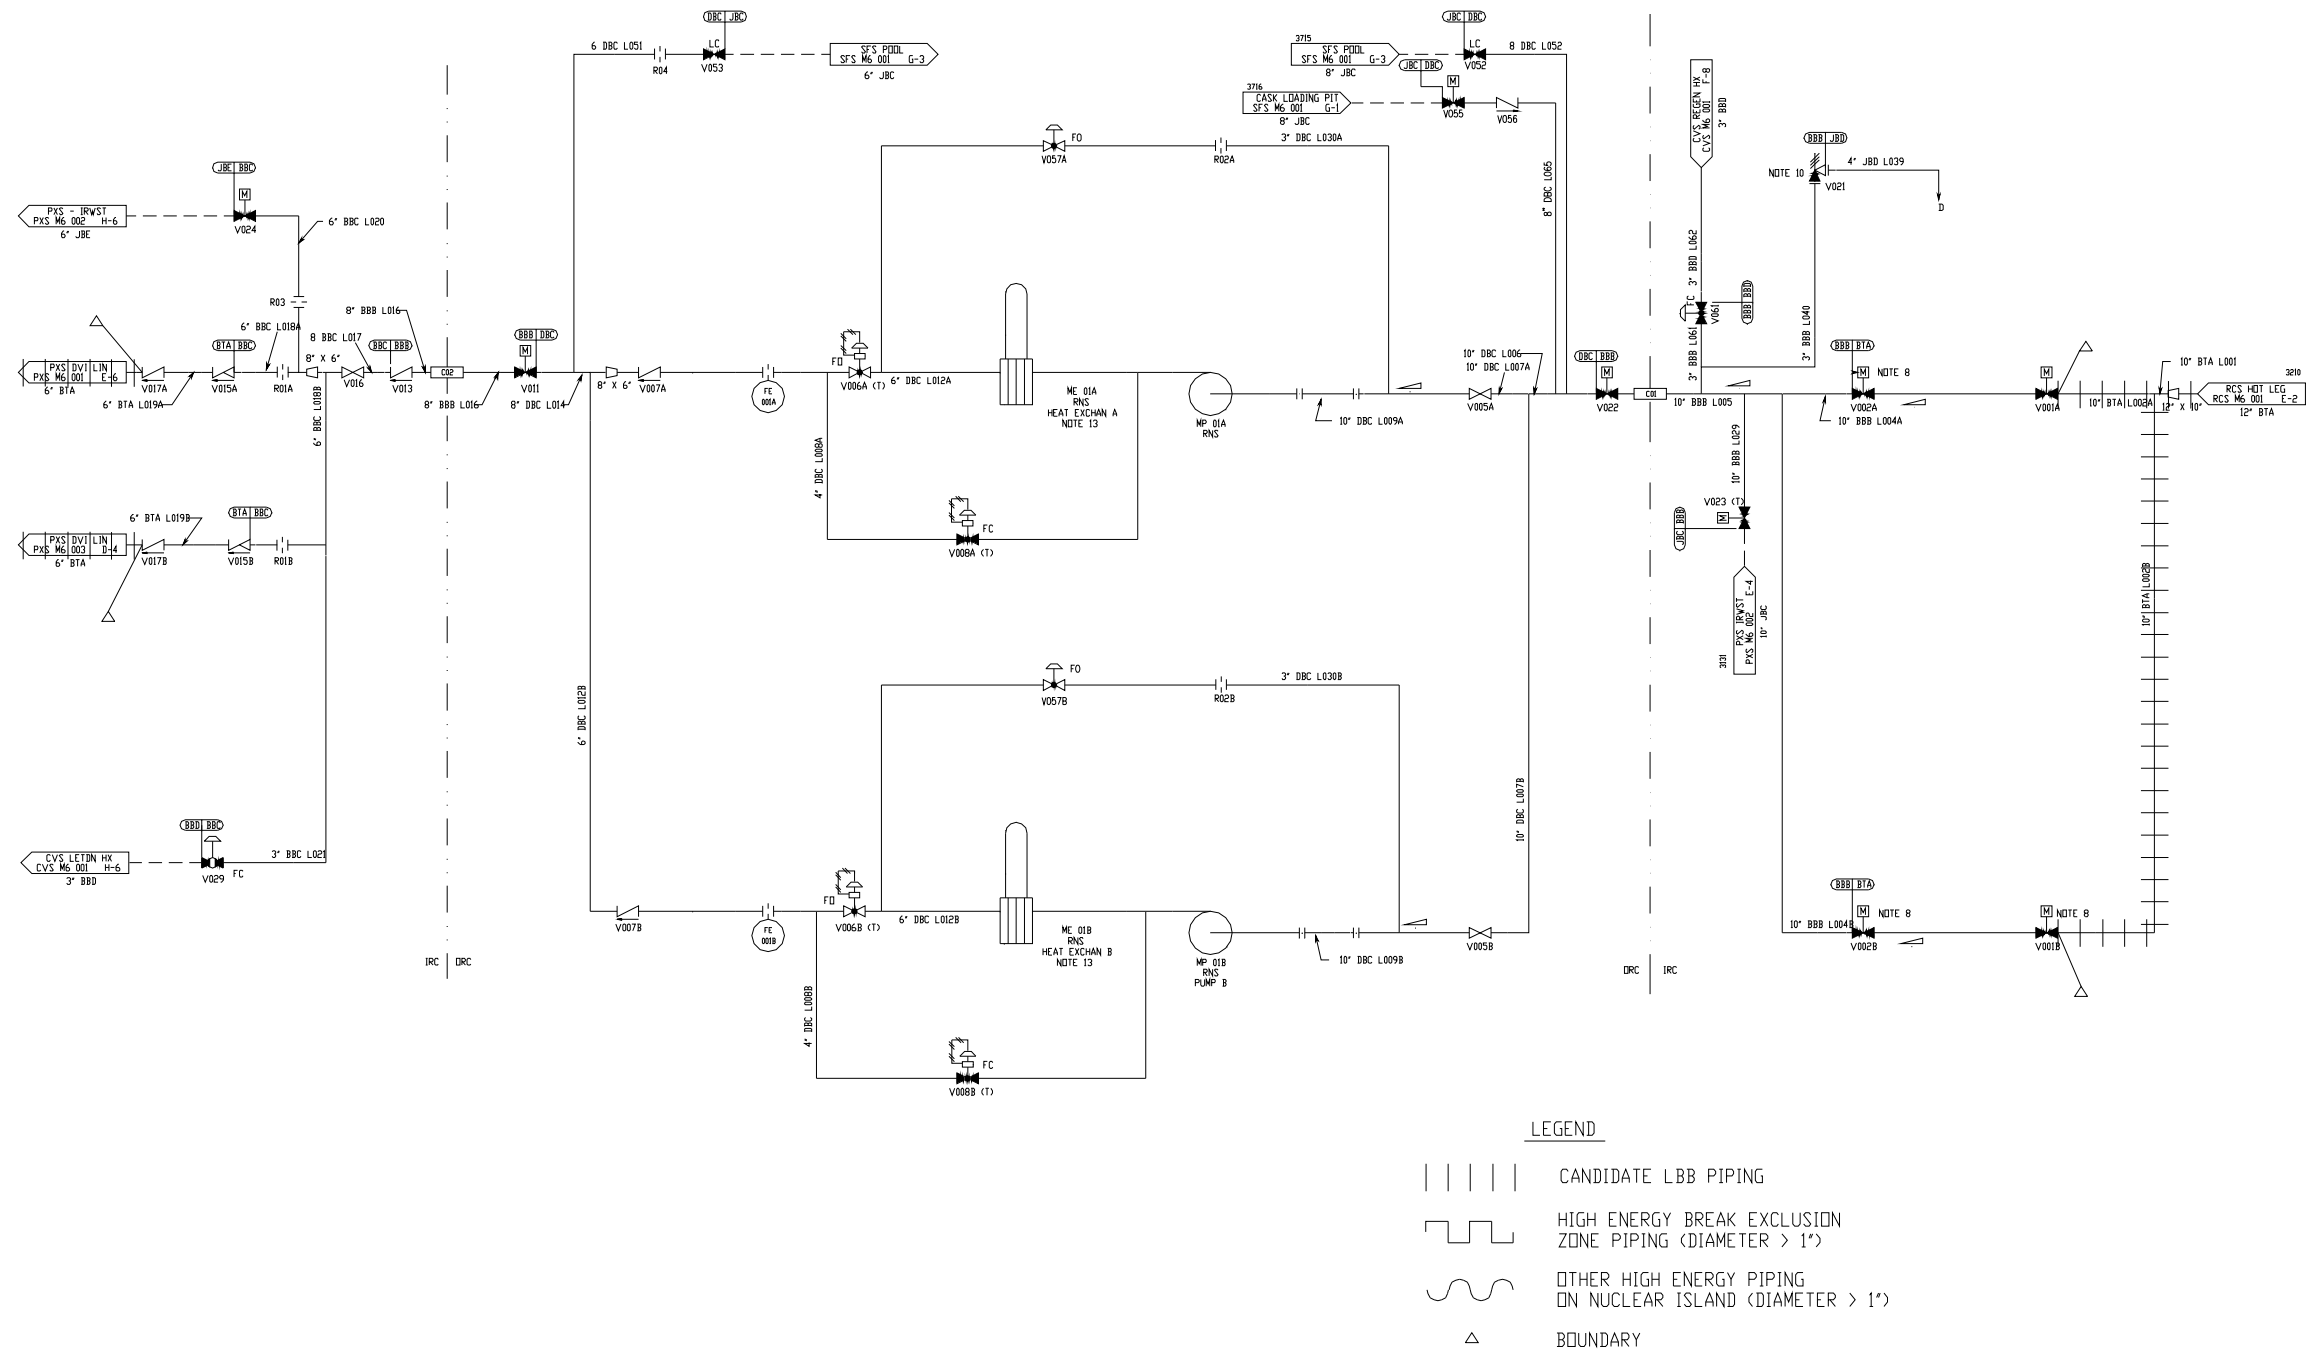 DBC JBC
6 DBC L051
R04
LC
V053
SFS POOL
SFS M6 001 G-3
6" JBC
3715
SFS POOL
SFS M6 001 G-3
8" JBC
JBC DBC
LC
V052
8 DBC L052
JBC DBC
M
V055
V056
3716
CASK LOADING PIT
SFS M6 001 G-1
8" JBC
8" DBC L065
FO
V057A
R02A
3" DBC L030A
CVS REGEN HX
CVS M6 001 F-8
3" BBD
3" BBD L062
FC
V061
BBB BBD
3" BBB L061
3" BBB L040
BBB JBD
NOTE 10
V021
4" JBD L039
D
JBE BBC
M
V024
PXS - IRWST
PXS M6 002 H-6
6" JBE
6" BBC L020
R03
6" BBC L018A
PXS DVI LIN
PXS M6 001 E-6
6" BTA
V017A
6" BTA L019A
BTA BBC
V015A
R01A
8" X 6"
6" BBC L018B
8 BBC L017
V016
8" BBB L016
BBC BBB
V013
C02
8" BBB L016
BBB DBC
M
V011
8" DBC L014
8" X 6"
V007A
FE
001A
FO
V006A (T)
6" DBC L012A
4" DBC L008A
ME 01A
RNS
HEAT EXCHAN A
NOTE 13
FC
V008A (T)
MP 01A
RNS
10" DBC L009A
V005A
10" DBC L006
10" DBC L007A
DBC BBB
M
V022
C01
10" BBB L005
10" BBB L029
V023 (T)
M
JBC BBB
3131
PXS IRWST
PXS M6 002 E-4
10" JBC
BBB BTA
M
NOTE 8
V002A
10" BBB L004A
M
V001A
10" BTA L002A
10" BTA L001
12" X 10"
3210
RCS HOT LEG
RCS M6 001 E-2
12" BTA
10" BTA L002B
PXS DVI LIN
PXS M6 003 D-4
6" BTA
V017B
6" BTA L019B
BTA BBC
V015B
R01B
BBD BBC
CVS LETDN HX
CVS M6 001 H-6
3" BBD
V029
FC
3" BBC L021
IRC ORC
6" DBC L012B
V007B
FE
001B
FO
V006B (T)
6" DBC L012B
FO
V057B
R02B
3" DBC L030B
ME 01B
RNS
HEAT EXCHAN B
NOTE 13
4" DBC L008B
FC
V008B (T)
MP 01B
RNS
PUMP B
10" DBC L009B
V005B
10" DBC L007B
ORC IRC
BBB BTA
10" BBB L004B
M
NOTE 8
V002B
M
NOTE 8
V001B
LEGEND
CANDIDATE LBB PIPING
HIGH ENERGY BREAK EXCLUSION
ZONE PIPING (DIAMETER > 1")
OTHER HIGH ENERGY PIPING
ON NUCLEAR ISLAND (DIAMETER > 1")
BOUNDARY